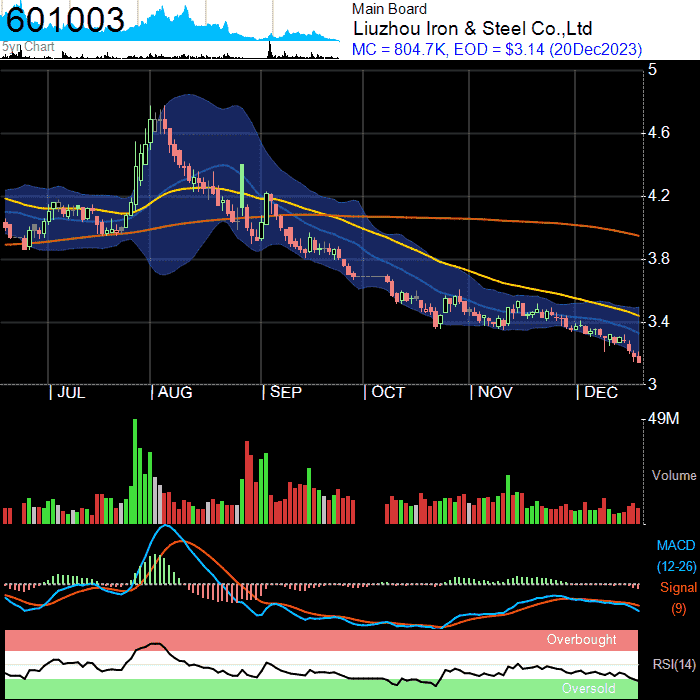 601003
5yr Chart
Main Board
Liuzhou Iron & Steel Co.,Ltd
MC = 804.7K, EOD = $3.14 (20Dec2023)
5
4.6
4.2
3.8
3.4
3
JUL AUG SEP OCT NOV DEC
49M
Volume
MACD
(12-26)
Signal
(9)
Overbought
RSI(14)
Oversold